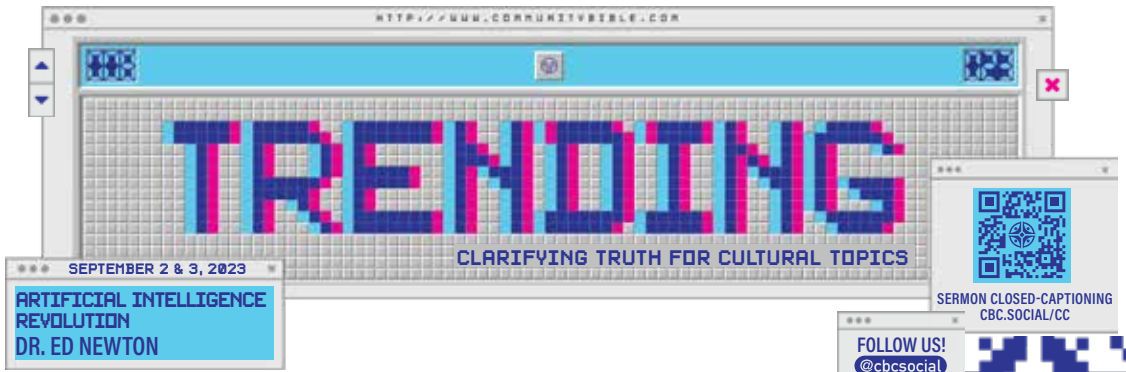 HTTP://WWW.COMMUNITYBIBLE.COM
TRENDING
CLARIFYING TRUTH FOR CULTURAL TOPICS
SEPTEMBER 2 & 3, 2023
ARTIFICIAL INTELLIGENCE
REVOLUTION
DR. ED NEWTON
SERMON CLOSED-CAPTIONING
CBC.SOCIAL/CC
FOLLOW US!
@cbcsocial